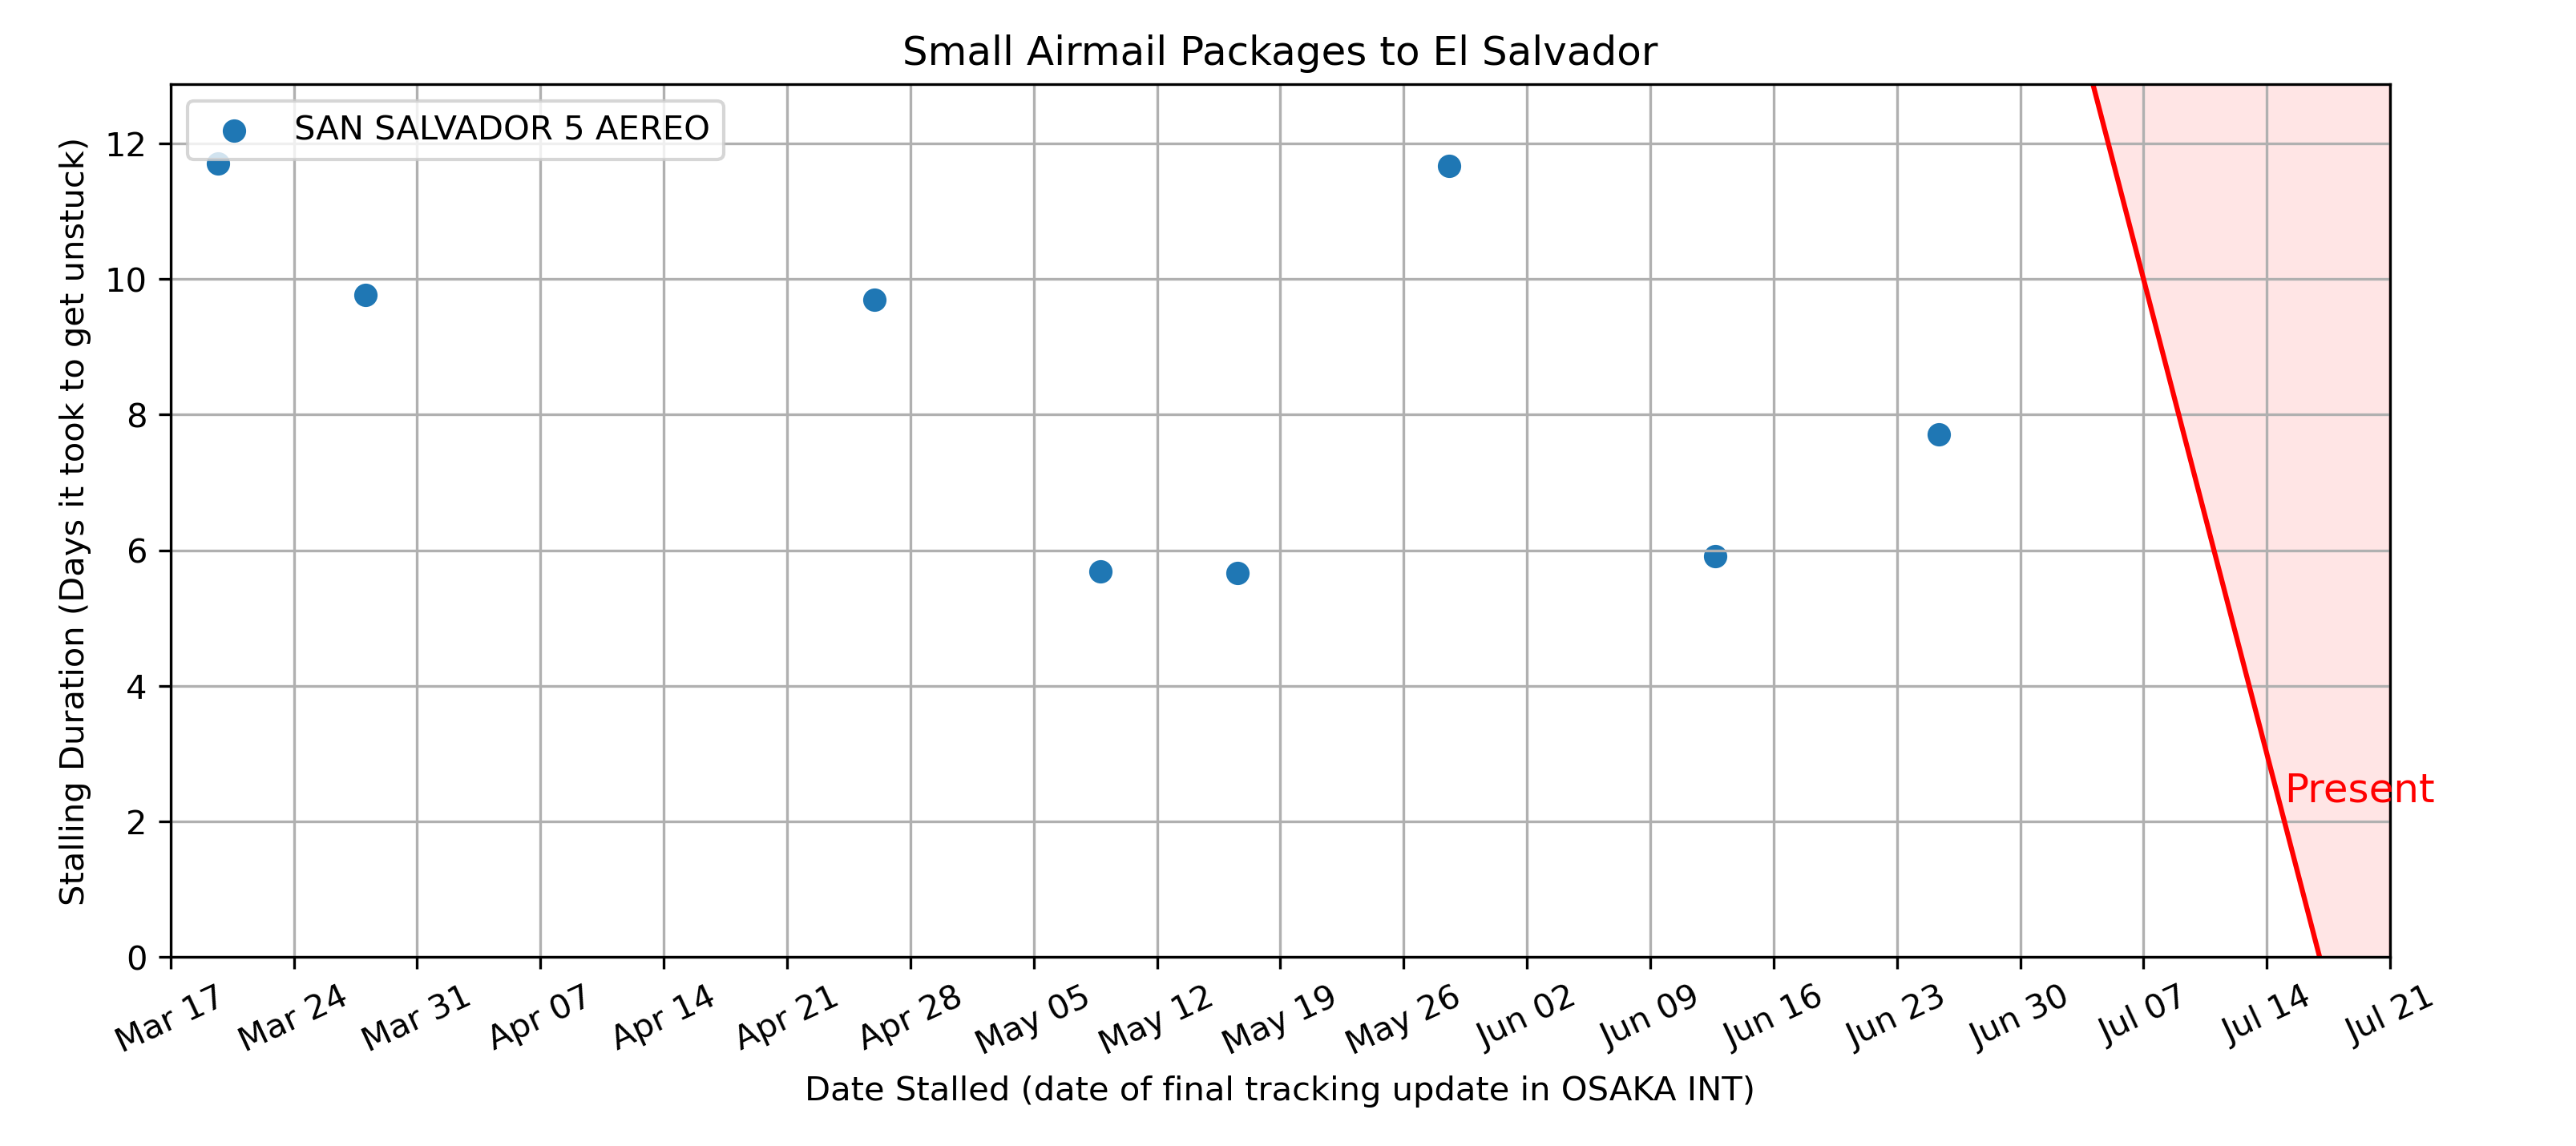 Small Airmail Packages to El Salvador
SAN SALVADOR 5 AEREO
Stalling Duration (Days it took to get unstuck)
12
10
8
6
4
2
0
Present
Mar 17 Mar 24 Mar 31 Apr 07 Apr 14 Apr 21 Apr 28 May 05 May 12 May 19 May 26 Jun 02 Jun 09 Jun 16 Jun 23 Jun 30 Jul 07 Jul 14 Jul 21
Date Stalled (date of final tracking update in OSAKA INT)